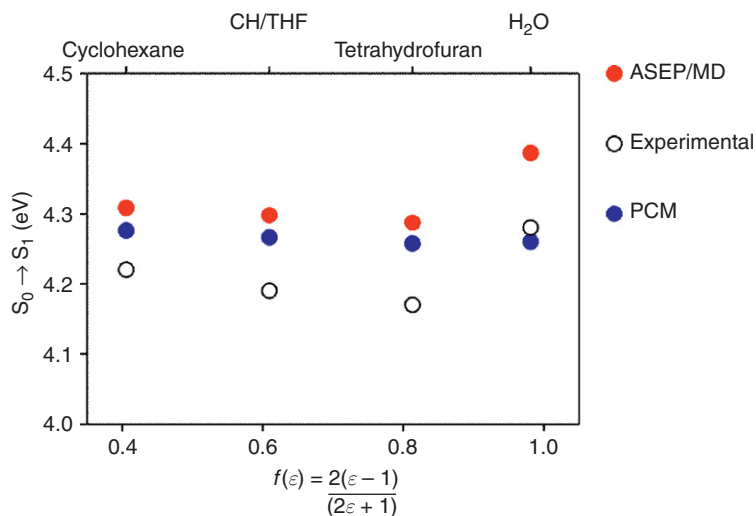 CH/THF
H₂O
Cyclohexane
Tetrahydrofuran
4.5
4.4
4.3
4.2
4.1
4.0
S₀ → S₁ (eV)
0.4
0.6
0.8
1.0
f(ε) = 2(ε − 1)
(2ε + 1)
ASEP/MD
Experimental
PCM